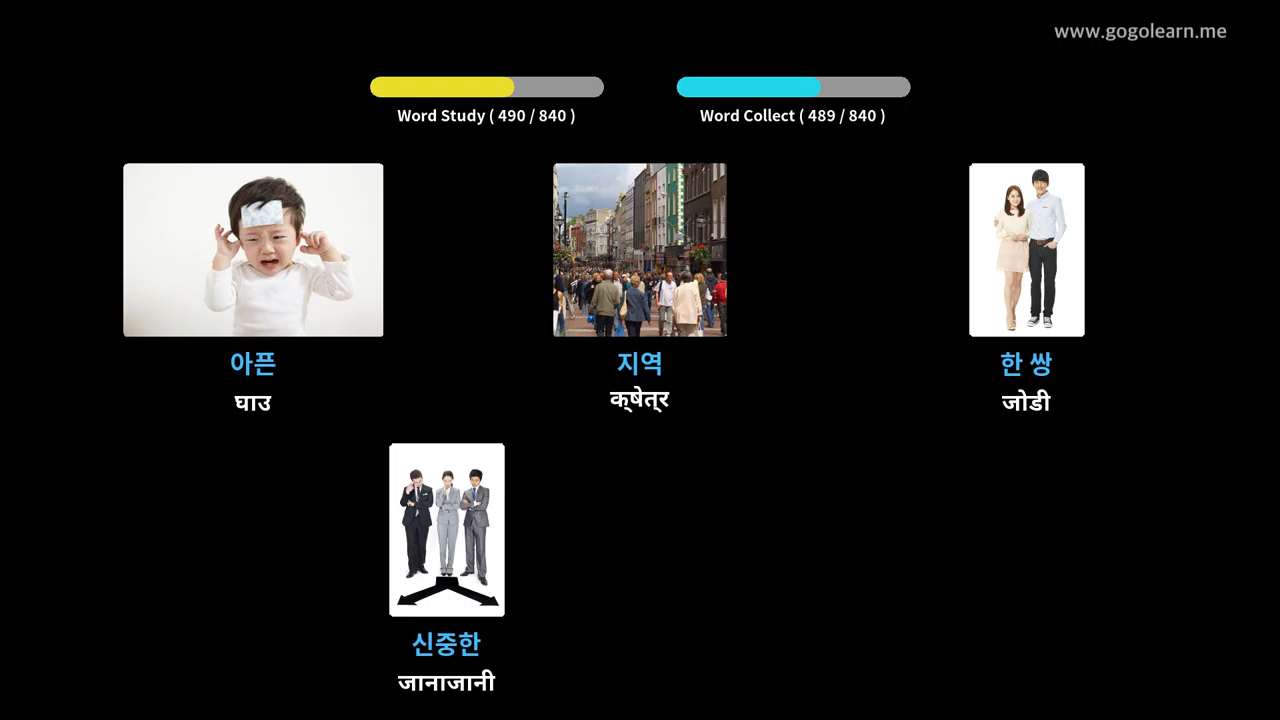 www.gogolearn.me
Word Study ( 490 / 840 )
Word Collect ( 489 / 840 )
아픈
지역
한 쌍
घाउ
क्षेत्र
जोडी
신중한
जानाजानी